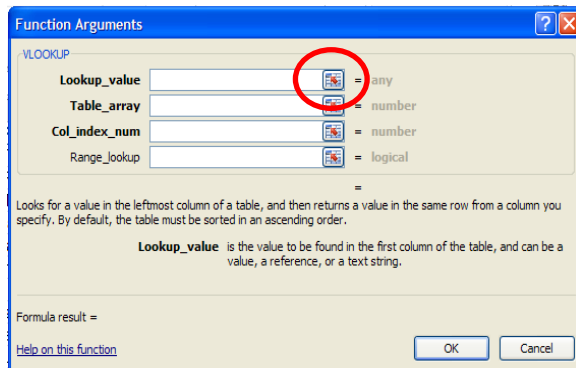 Function Arguments
VLOOKUP
Lookup_value = any
Table_array = number
Col_index_num = number
Range_lookup = logical
=
Looks for a value in the leftmost column of a table, and then returns a value in the same row from a column you
specify. By default, the table must be sorted in an ascending order.
Lookup_value is the value to be found in the first column of the table, and can be a
value, a reference, or a text string.
Formula result =
Help on this function
OK Cancel